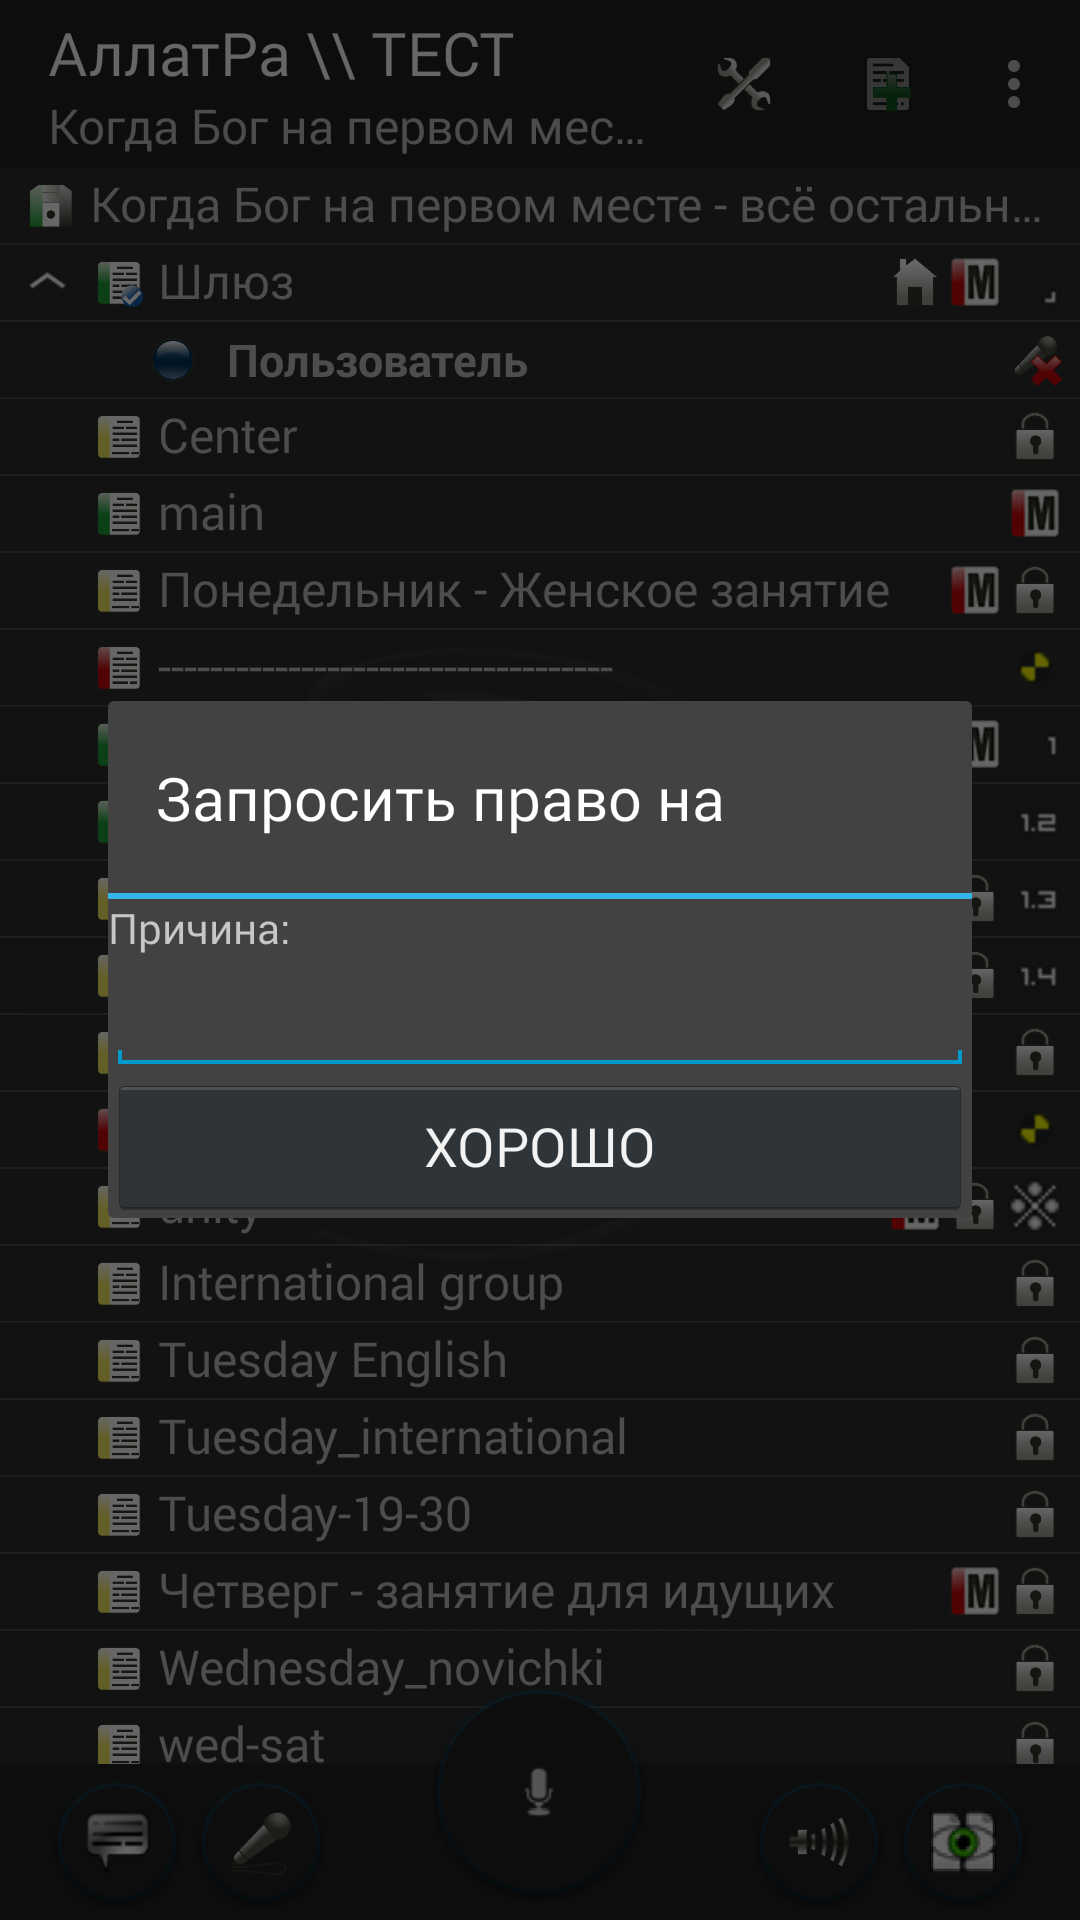 АллатРа \\ ТЕСТ
Когда Бог на первом мес...
Когда Бог на первом месте - всё остальн...
Шлюз
M
Пользователь
Center
main
M
Понедельник - Женское занятие
M
-----------------------------------
M 1
1.2
Запросить право на
1.3
Причина:
1.4
ХОРОШО
unity
M
International group
Tuesday English
Tuesday_international
Tuesday-19-30
Четверг - занятие для идущих
M
Wednesday_novichki
wed-sat